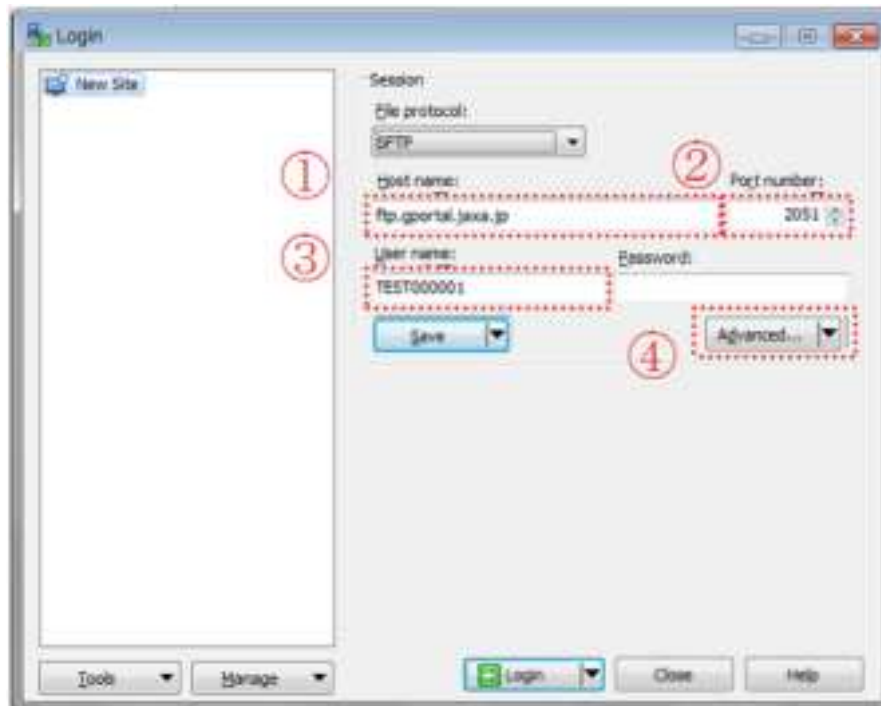 Login
New Site
Session
File protocol:
SFTP
① ②
Host name: Port number:
ftp.gportal.jaxa.jp 2051
③
User name: Password:
TEST000001
Save Advanced...
④
Tools Manage Login Close Help